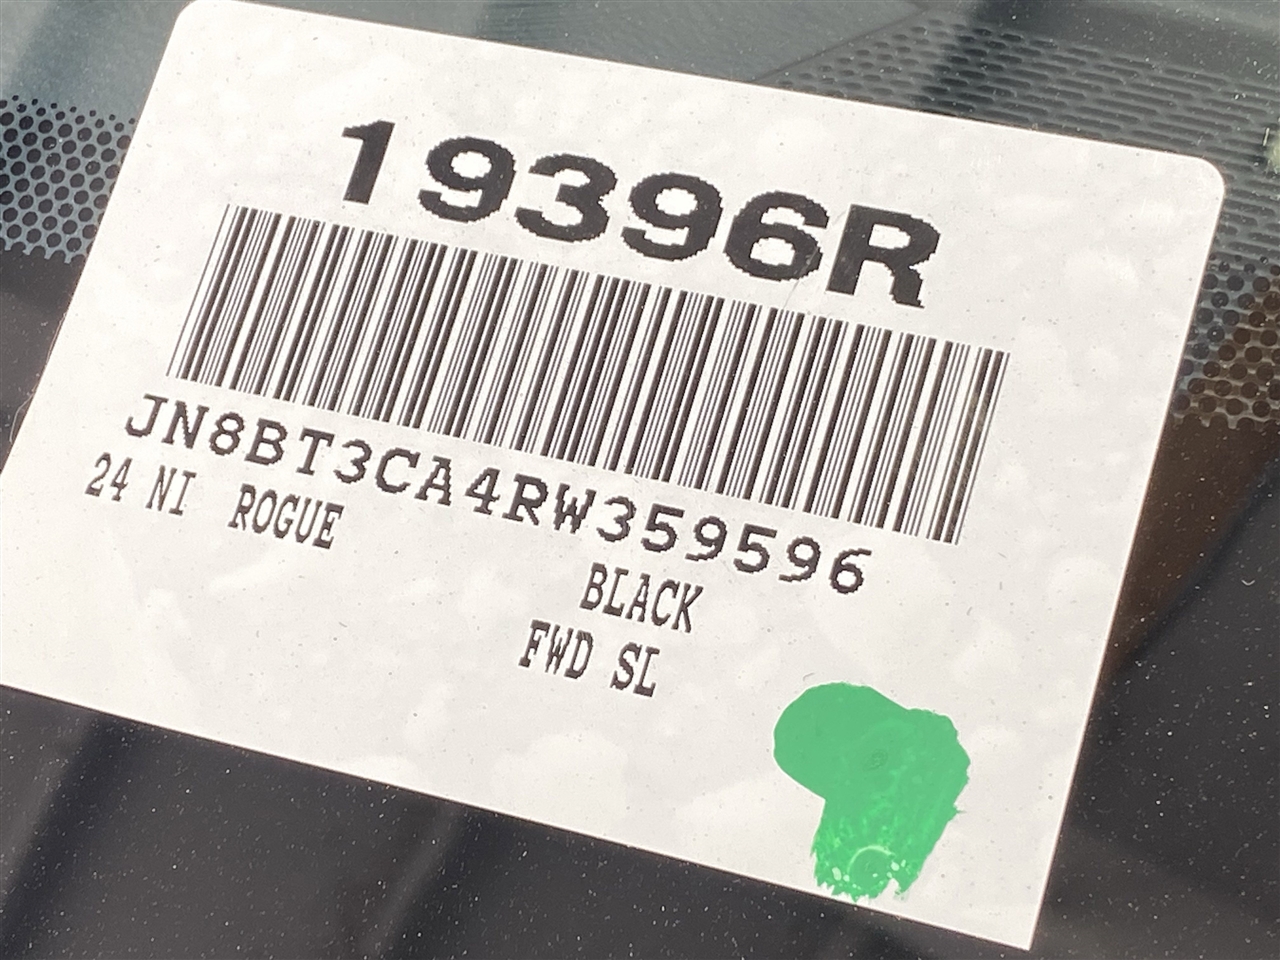 19396R
JN8BT3CA4RW359596
24 NI ROGUE
BLACK
FWD SL